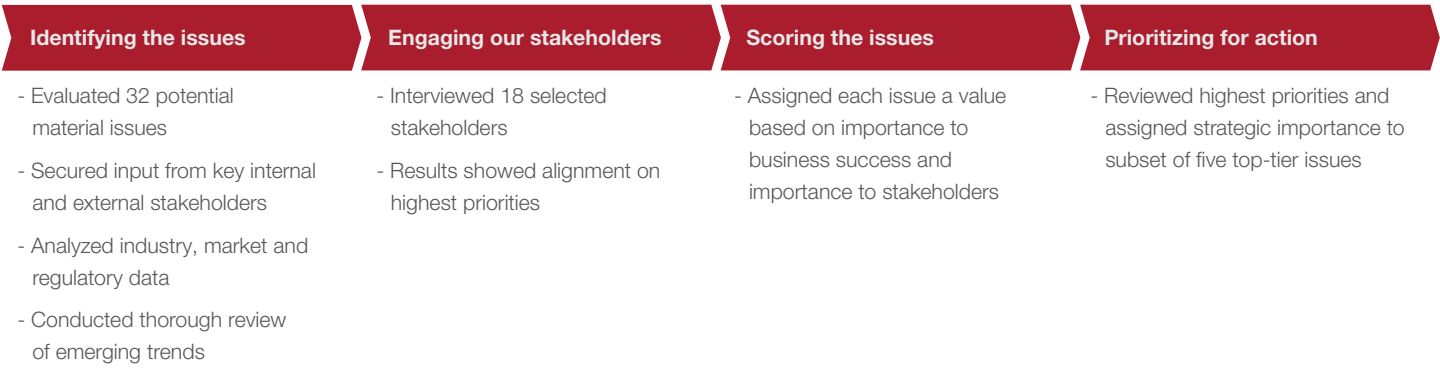 Identifying the issues
- Evaluated 32 potential
material issues
- Secured input from key internal
and external stakeholders
- Analyzed industry, market and
regulatory data
- Conducted thorough review
of emerging trends
Engaging our stakeholders
- Interviewed 18 selected
stakeholders
- Results showed alignment on
highest priorities
Scoring the issues
- Assigned each issue a value
based on importance to
business success and
importance to stakeholders
Prioritizing for action
- Reviewed highest priorities and
assigned strategic importance to
subset of five top-tier issues